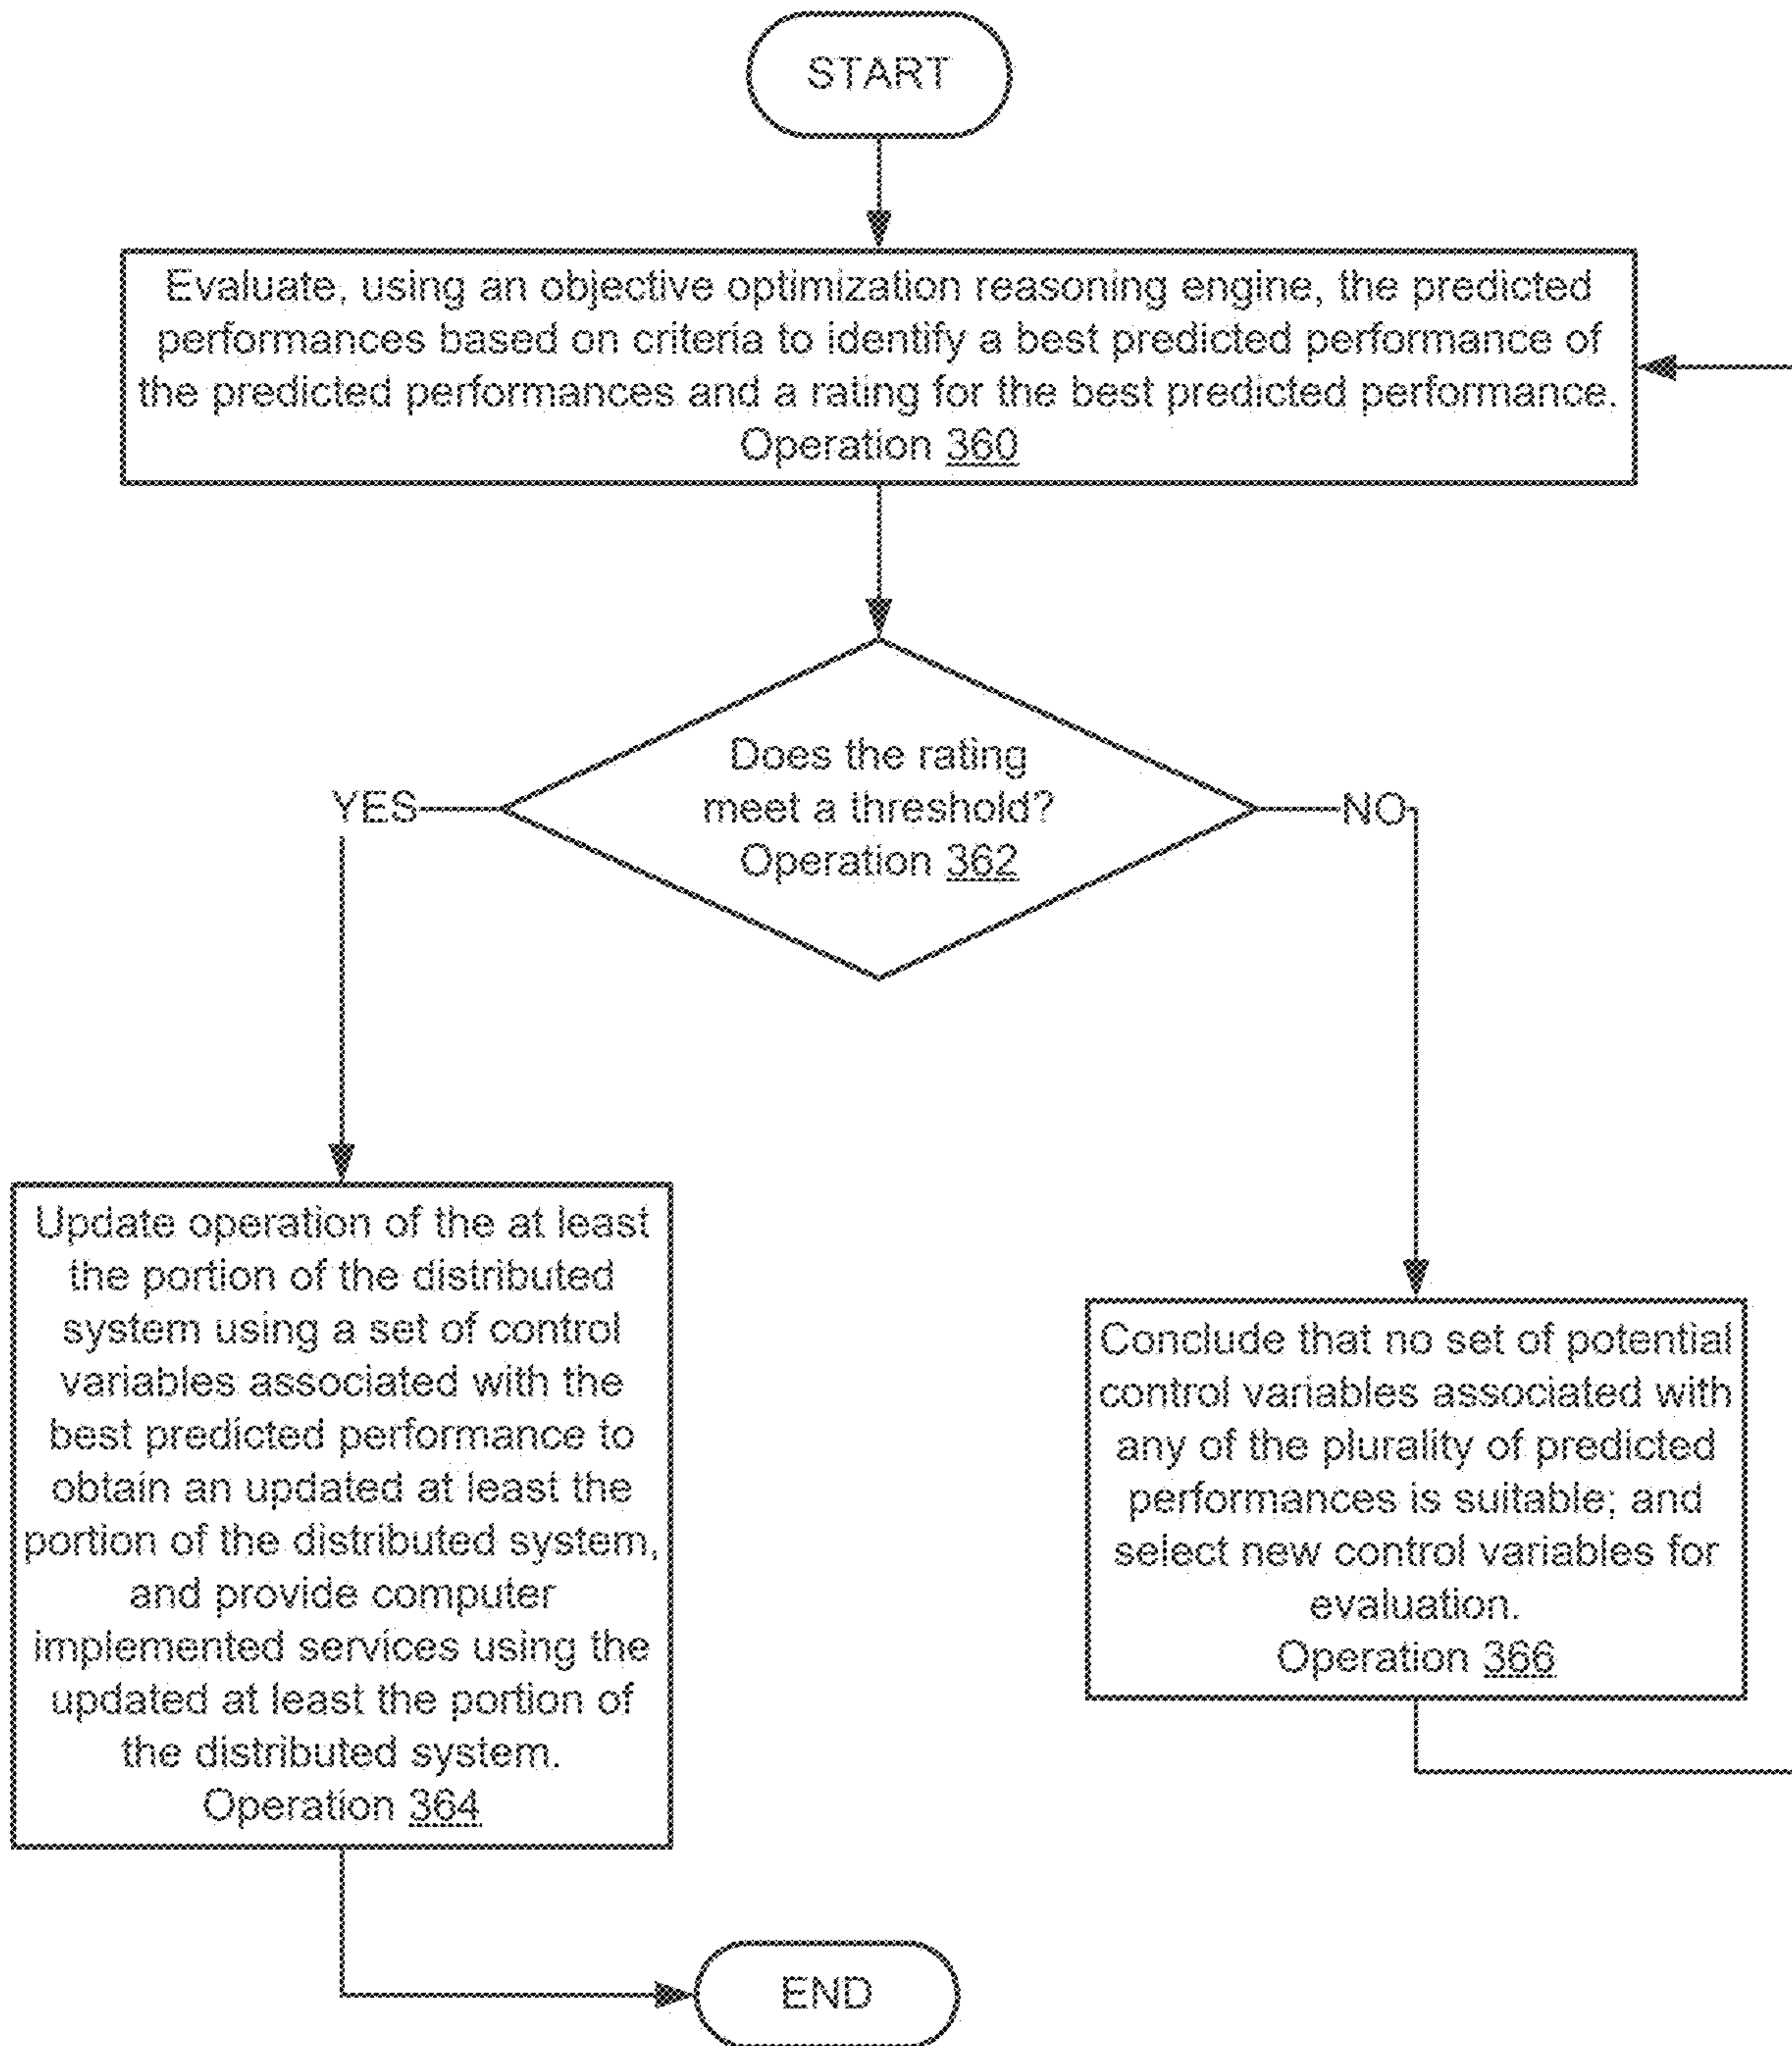 START
Evaluate, using an objective optimization reasoning engine, the predicted
performances based on criteria to identify a best predicted performance of
the predicted performances and a rating for the best predicted performance.
Operation 360
Does the rating
meet a threshold?
Operation 362
YES
NO
Update operation of the at least
the portion of the distributed
system using a set of control
variables associated with the
best predicted performance to
obtain an updated at least the
portion of the distributed system,
and provide computer
implemented services using the
updated at least the portion of
the distributed system.
Operation 364
Conclude that no set of potential
control variables associated with
any of the plurality of predicted
performances is suitable; and
select new control variables for
evaluation.
Operation 366
END